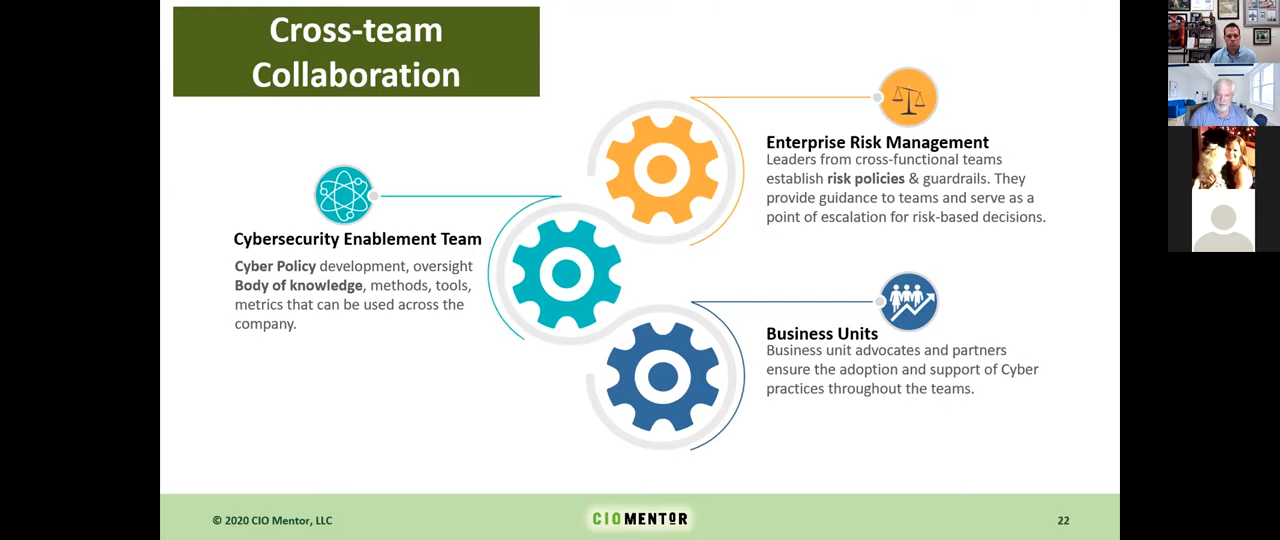 Cross-team
Collaboration
Enterprise Risk Management
Leaders from cross-functional teams
establish risk policies & guardrails. They
provide guidance to teams and serve as a
point of escalation for risk-based decisions.
Cybersecurity Enablement Team
Cyber Policy development, oversight
Body of knowledge, methods, tools,
metrics that can be used across the
company.
Business Units
Business unit advocates and partners
ensure the adoption and support of Cyber
practices throughout the teams.
© 2020 CIO Mentor, LLC
CIOMENTOR
22